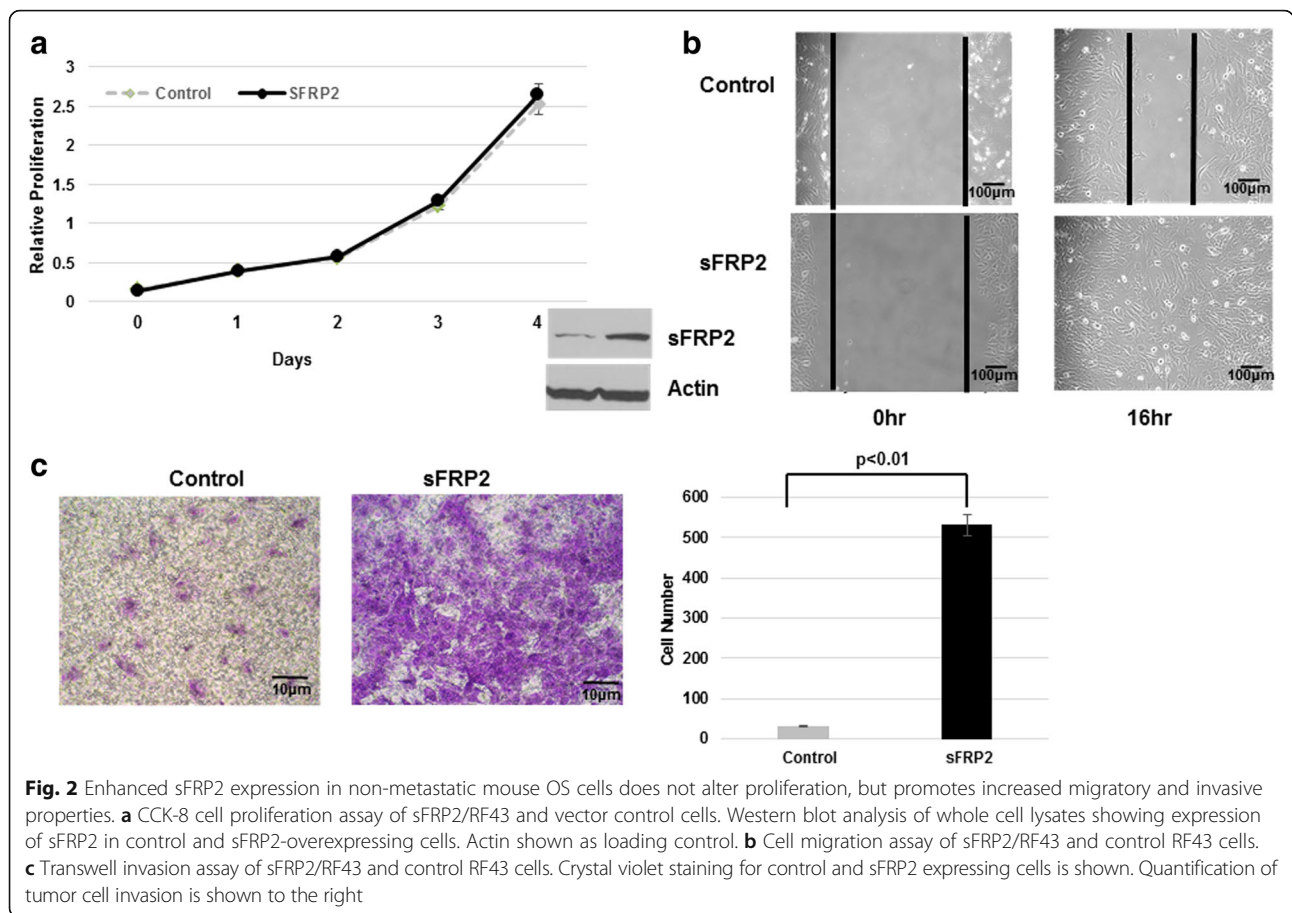 a
3
2.5
2
1.5
1
0.5
0
Relative Proliferation
Control
SFRP2
0 1 2 3 4
Days
sFRP2
Actin
b
Control
sFRP2
100µm
100µm
100µm
100µm
0hr
16hr
c
Control
sFRP2
10µm
10µm
p<0.01
600
500
400
300
200
100
0
Cell Number
Control
sFRP2
Fig. 2 Enhanced sFRP2 expression in non-metastatic mouse OS cells does not alter proliferation, but promotes increased migratory and invasive
properties. a CCK-8 cell proliferation assay of sFRP2/RF43 and vector control cells. Western blot analysis of whole cell lysates showing expression
of sFRP2 in control and sFRP2-overexpressing cells. Actin shown as loading control. b Cell migration assay of sFRP2/RF43 and control RF43 cells.
c Transwell invasion assay of sFRP2/RF43 and control RF43 cells. Crystal violet staining for control and sFRP2 expressing cells is shown. Quantification of
tumor cell invasion is shown to the right